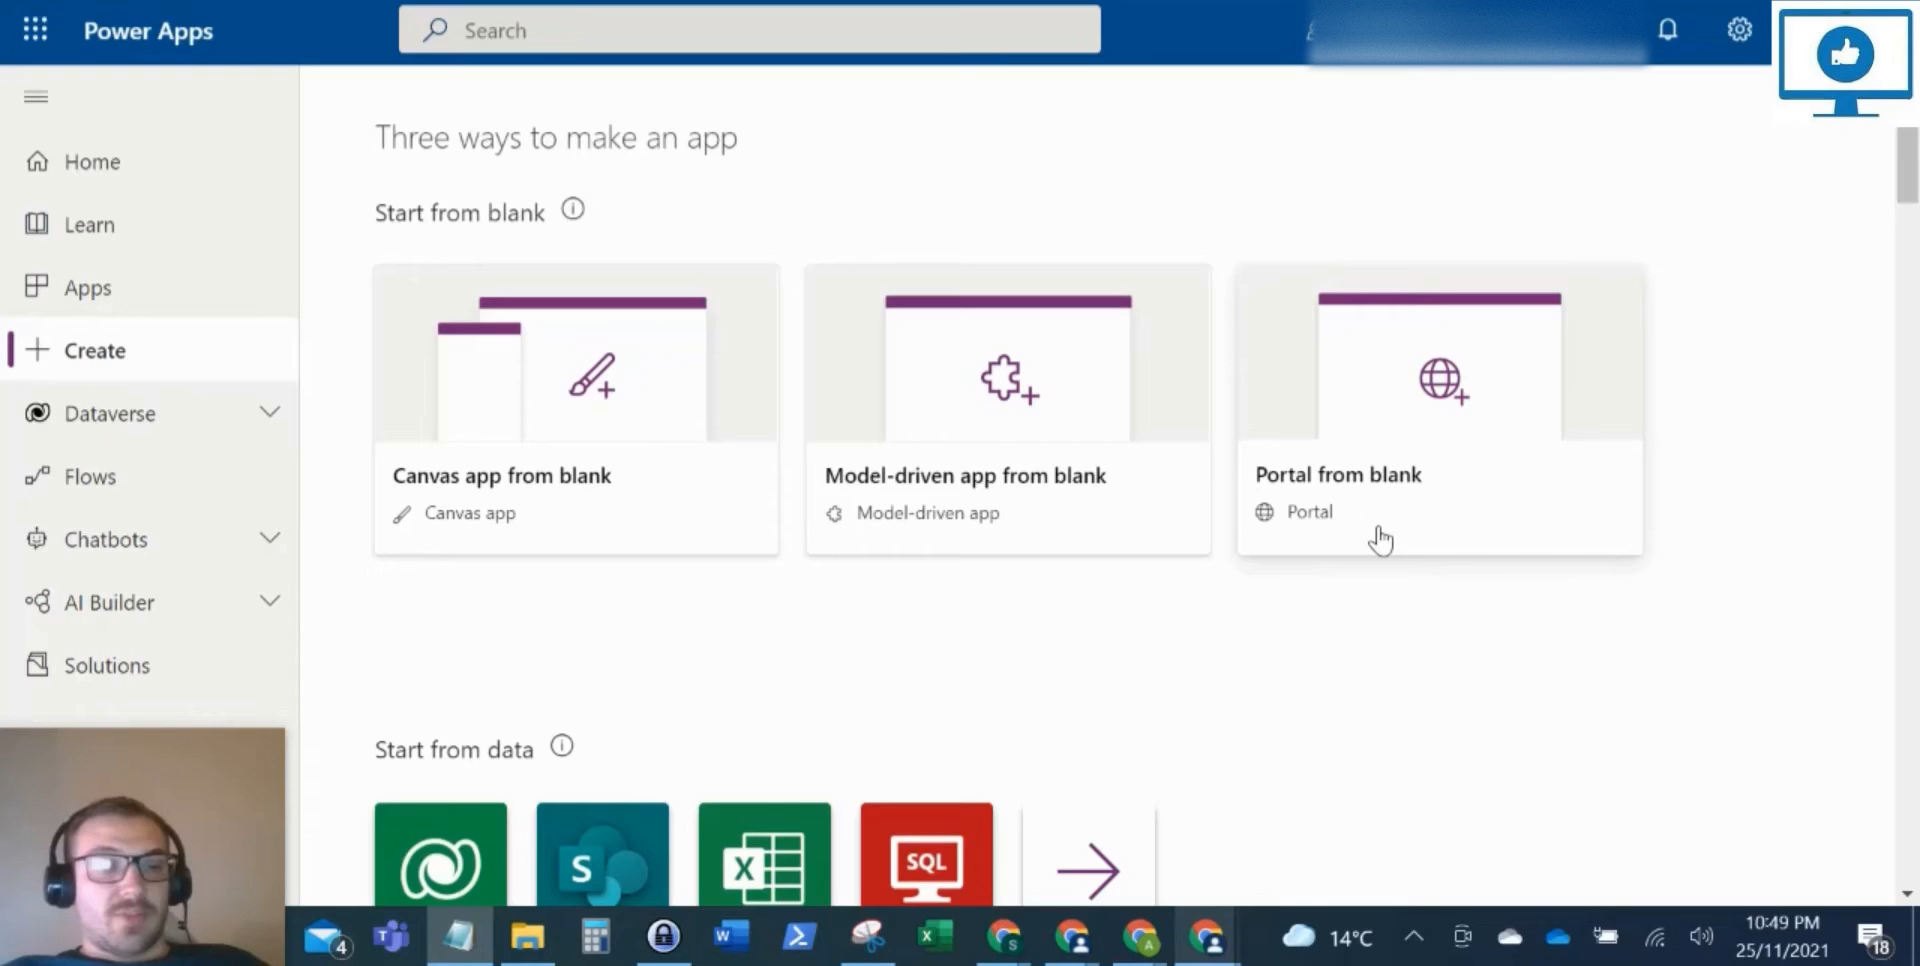 Power Apps
Search
Home
Learn
Apps
Create
Dataverse
Flows
Chatbots
AI Builder
Solutions
Three ways to make an app
Start from blank
Canvas app from blank
Canvas app
Model-driven app from blank
Model-driven app
Portal from blank
Portal
Start from data
S
X
SQL
4
T
W
X
S
A
14°C
10:49 PM
25/11/2021
18